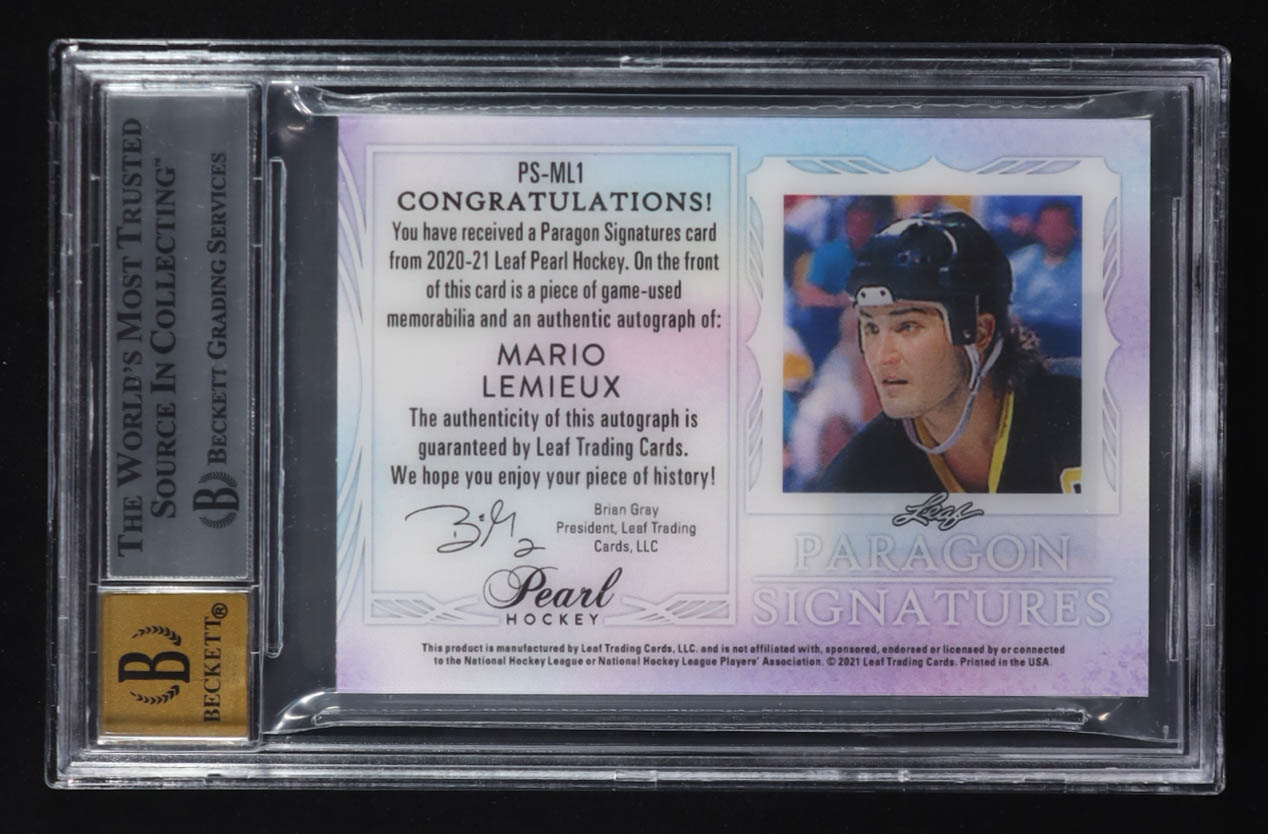 THE WORLD'S MOST TRUSTED
SOURCE IN COLLECTING™
B BECKETT GRADING SERVICES
B
BECKETT®
PS-ML1
CONGRATULATIONS!
You have received a Paragon Signatures card
from 2020-21 Leaf Pearl Hockey. On the front
of this card is a piece of game-used
memorabilia and an authentic autograph of:
MARIO
LEMIEUX
The authenticity of this autograph is
guaranteed by Leaf Trading Cards.
We hope you enjoy your piece of history!
Brian Gray
President, Leaf Trading
Cards, LLC
Pearl
HOCKEY
Leaf
PARAGON
SIGNATURES
This product is manufactured by Leaf Trading Cards, LLC. and is not affiliated with, sponsored, endorsed or licensed by or connected
to the National Hockey League or National Hockey League Players' Association. © 2021 Leaf Trading Cards. Printed in the USA.